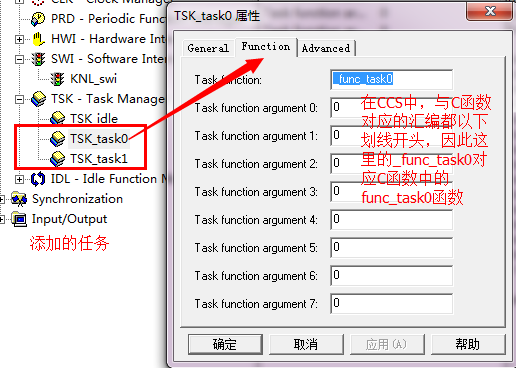 CLK - Clock Manager
PRD - Periodic Func
HWI - Hardware Inte
SWI - Software Inter
KNL_swi
TSK - Task Manage
TSK_idle
TSK_task0
TSK_task1
IDL - Idle Function M
Synchronization
Input/Output
添加的任务
TSK_task0 属性
General
Function
Advanced
Task function:
_func_task0
Task function argument 0:
0
Task function argument 1:
0
Task function argument 2:
0
Task function argument 3:
0
Task function argument 4:
0
Task function argument 5:
0
Task function argument 6:
0
Task function argument 7:
0
在CCS中，与C函数
对应的汇编都以下
划线开头，因此这
里的_func_task0对
应C函数中的
func_task0函数
确定
取消
应用(A)
帮助